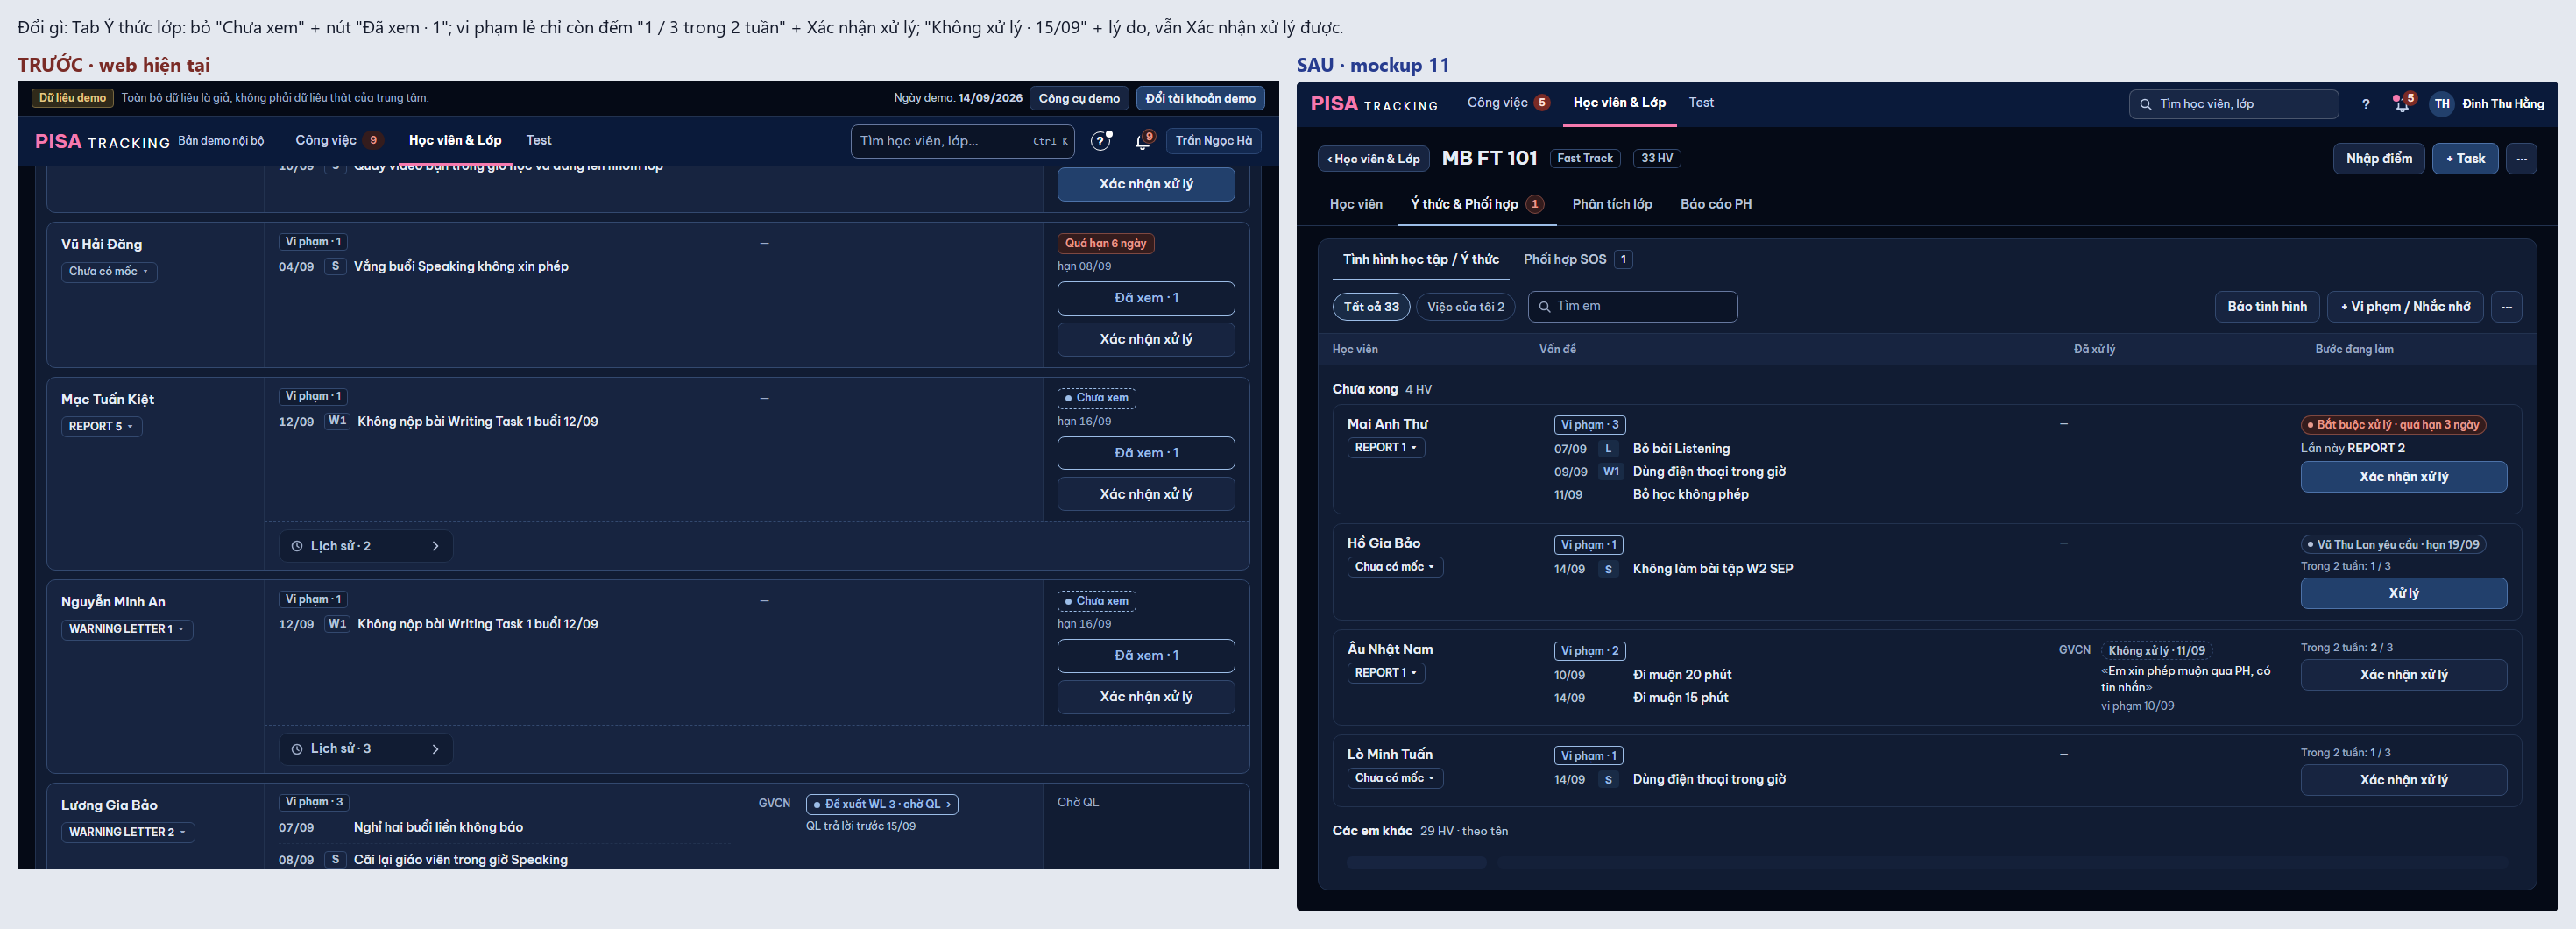 Đổi gì: Tab Ý thức lớp: bỏ "Chưa xem" + nút "Đã xem · 1"; vi phạm lẻ chỉ còn đếm "1 / 3 trong 2 tuần" + Xác nhận xử lý; "Không xử lý · 15/09" + lý do, vẫn Xác nhận xử lý được.
TRƯỚC · web hiện tại
Dữ liệu demo Toàn bộ dữ liệu là giả, không phải dữ liệu thật của trung tâm.
Ngày demo: 14/09/2026 Công cụ demo Đổi tài khoản demo
PISA TRACKING Bản demo nội bộ Công việc 9 Học viên & Lớp Test
Tìm học viên, lớp... Ctrl K ? 9 Trần Ngọc Hà
10/09 S Quay video bạn trong giờ học và đăng lên nhóm lớp
Xác nhận xử lý
Vũ Hải Đăng
Chưa có mốc
Vi phạm · 1
04/09 S Vắng buổi Speaking không xin phép
—
Quá hạn 6 ngày
hạn 08/09
Đã xem · 1
Xác nhận xử lý
Mạc Tuấn Kiệt
REPORT 5
Vi phạm · 1
12/09 W1 Không nộp bài Writing Task 1 buổi 12/09
—
Chưa xem
hạn 16/09
Đã xem · 1
Xác nhận xử lý
Lịch sử · 2
Nguyễn Minh An
WARNING LETTER 1
Vi phạm · 1
12/09 W1 Không nộp bài Writing Task 1 buổi 12/09
—
Chưa xem
hạn 16/09
Đã xem · 1
Xác nhận xử lý
Lịch sử · 3
Lương Gia Bảo
WARNING LETTER 2
Vi phạm · 3
07/09 Nghỉ hai buổi liền không báo
08/09 S Cãi lại giáo viên trong giờ Speaking
GVCN Đề xuất WL 3 · chờ QL ›
QL trả lời trước 15/09
Chờ QL
SAU · mockup 11
PISA TRACKING Công việc 5 Học viên & Lớp Test
Tìm học viên, lớp ? 5 TH Đinh Thu Hằng
‹ Học viên & Lớp MB FT 101 Fast Track 33 HV
Nhập điểm + Task ...
Học viên Ý thức & Phối hợp 1 Phân tích lớp Báo cáo PH
Tình hình học tập / Ý thức Phối hợp SOS 1
Tất cả 33 Việc của tôi 2 Tìm em
Báo tình hình + Vi phạm / Nhắc nhở ...
Học viên Vấn đề Đã xử lý Bước đang làm
Chưa xong 4 HV
Mai Anh Thư
REPORT 1
Vi phạm · 3
07/09 L Bỏ bài Listening
09/09 W1 Dùng điện thoại trong giờ
11/09 Bỏ học không phép
—
Bắt buộc xử lý · quá hạn 3 ngày
Lần này REPORT 2
Xác nhận xử lý
Hồ Gia Bảo
Chưa có mốc
Vi phạm · 1
14/09 S Không làm bài tập W2 SEP
—
Vũ Thu Lan yêu cầu · hạn 19/09
Trong 2 tuần: 1 / 3
Xử lý
Âu Nhật Nam
REPORT 1
Vi phạm · 2
10/09 Đi muộn 20 phút
14/09 Đi muộn 15 phút
GVCN Không xử lý · 11/09
«Em xin phép muộn qua PH, có
tin nhắn»
vi phạm 10/09
Trong 2 tuần: 2 / 3
Xác nhận xử lý
Lò Minh Tuấn
Chưa có mốc
Vi phạm · 1
14/09 S Dùng điện thoại trong giờ
—
Trong 2 tuần: 1 / 3
Xác nhận xử lý
Các em khác 29 HV · theo tên